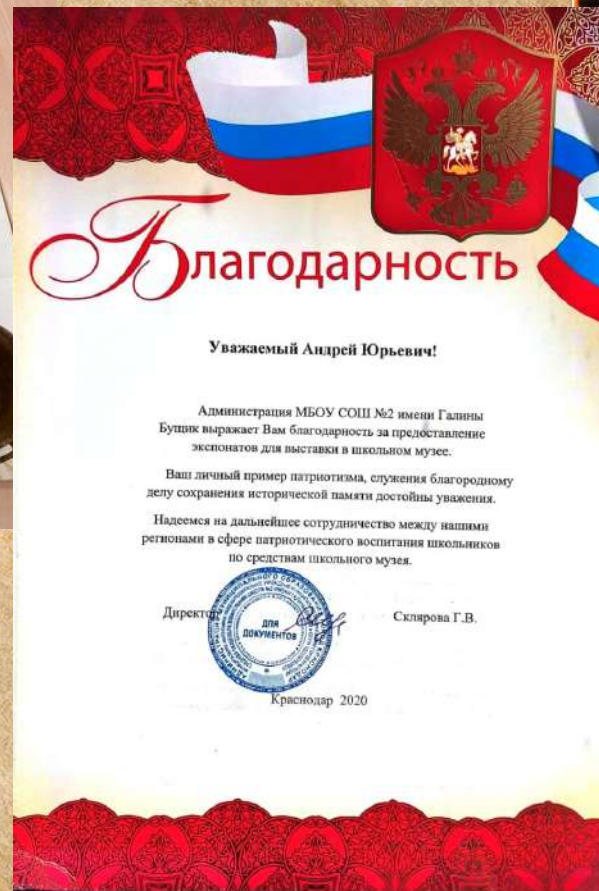 Благодарность
Уважаемый Андрей Юрьевич!
Администрация МБОУ СОШ №2 имени Галины
Бущик выражает Вам благодарность за предоставление
экспонатов для выставки в школьном музее.
Ваш личный пример патриотизма, служения благородному
делу сохранения исторической памяти достойны уважения.
Надеемся на дальнейшее сотрудничество между нашими
регионами в сфере патриотического воспитания школьников
по средствам школьного музея.
Директор Склярова Г.В.
ДЛЯ
ДОКУМЕНТОВ
Краснодар 2020